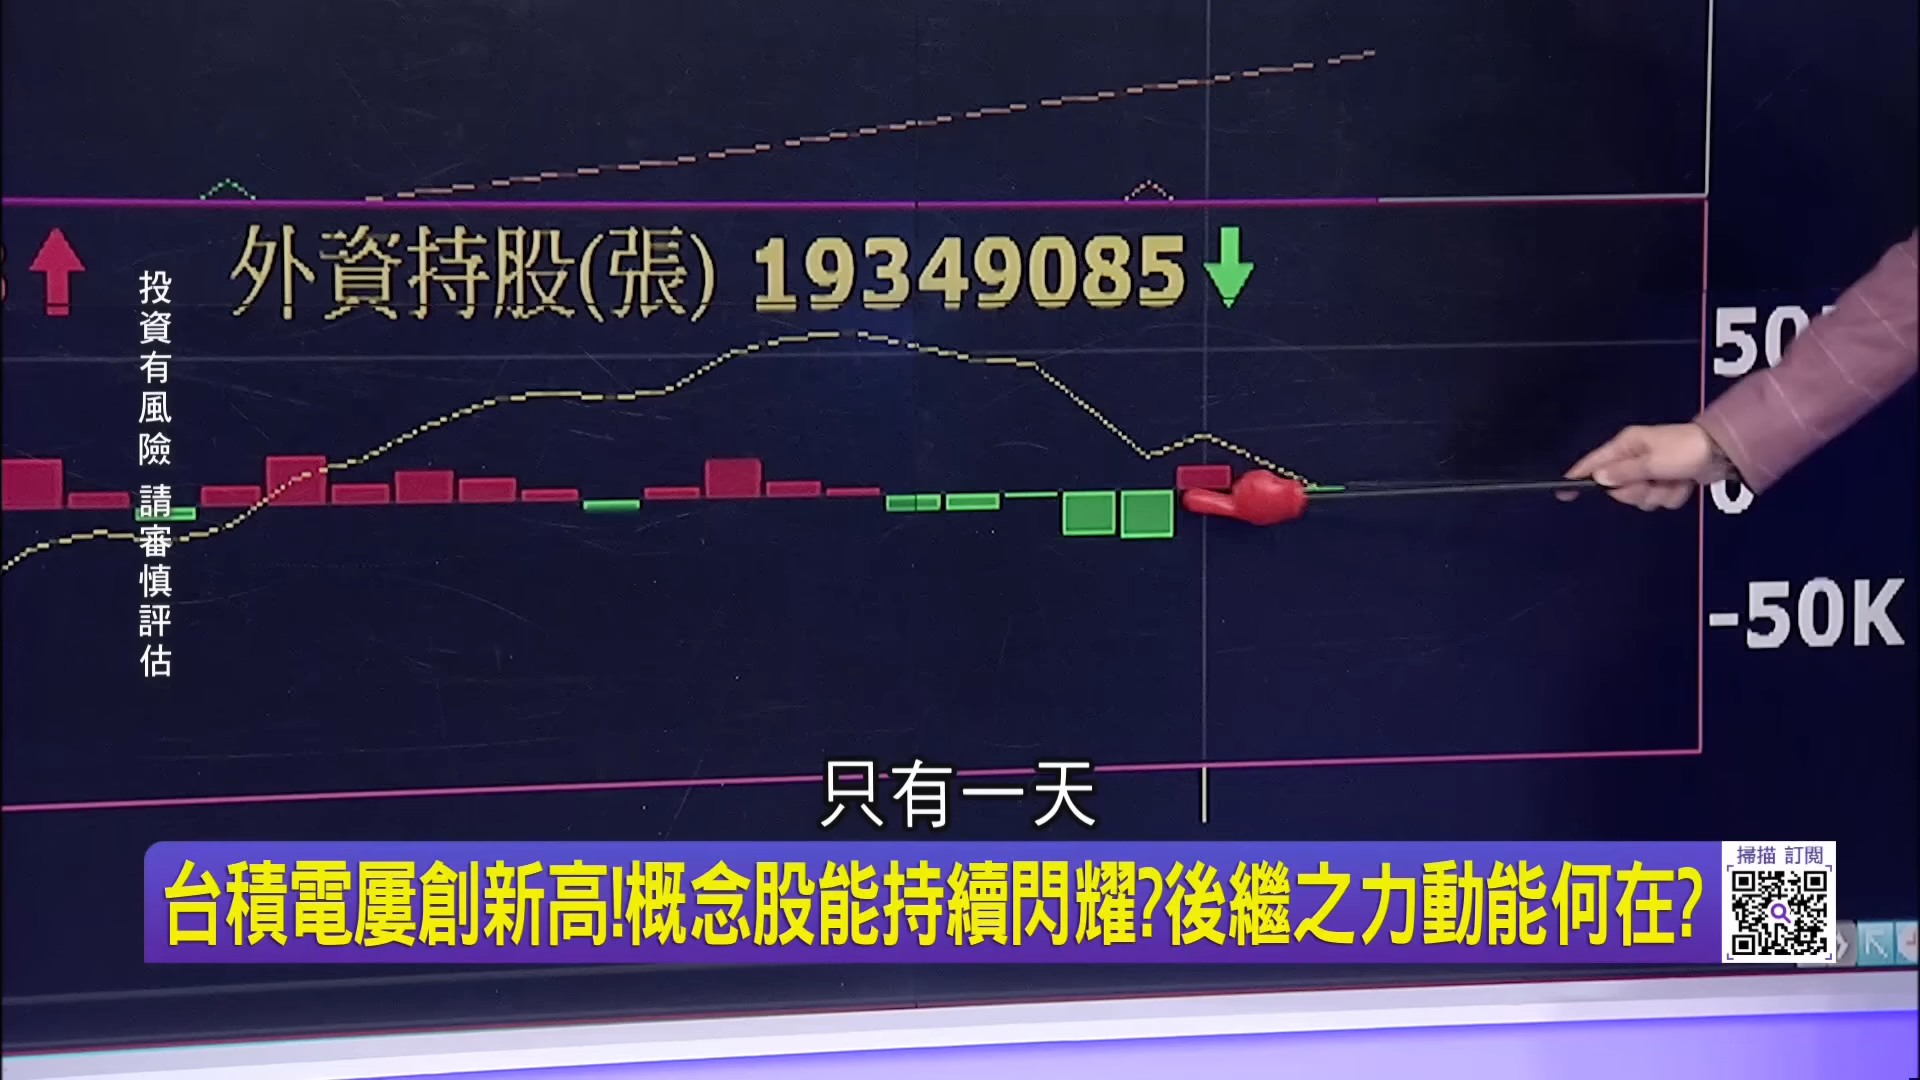 外資持股(張) 19349085
50
0
-50K
投資有風險 請審慎評估
只有一天
台積電屢創新高!概念股能持續閃耀?後繼之力動能何在?
掃描 訂閱